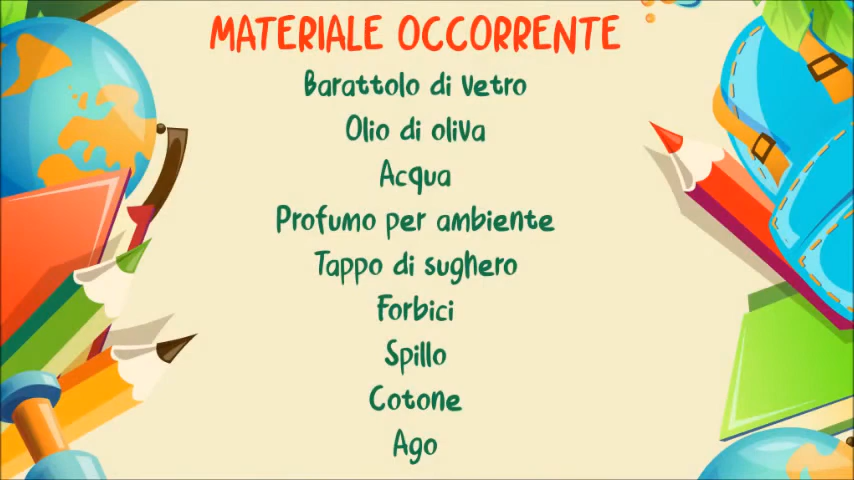 MATERIALE OCCORRENTE
Barattolo di Vetro
Olio di oliva
Acqua
Profumo per ambiente
Tappo di sughero
Forbici
Spillo
Cotone
Ago